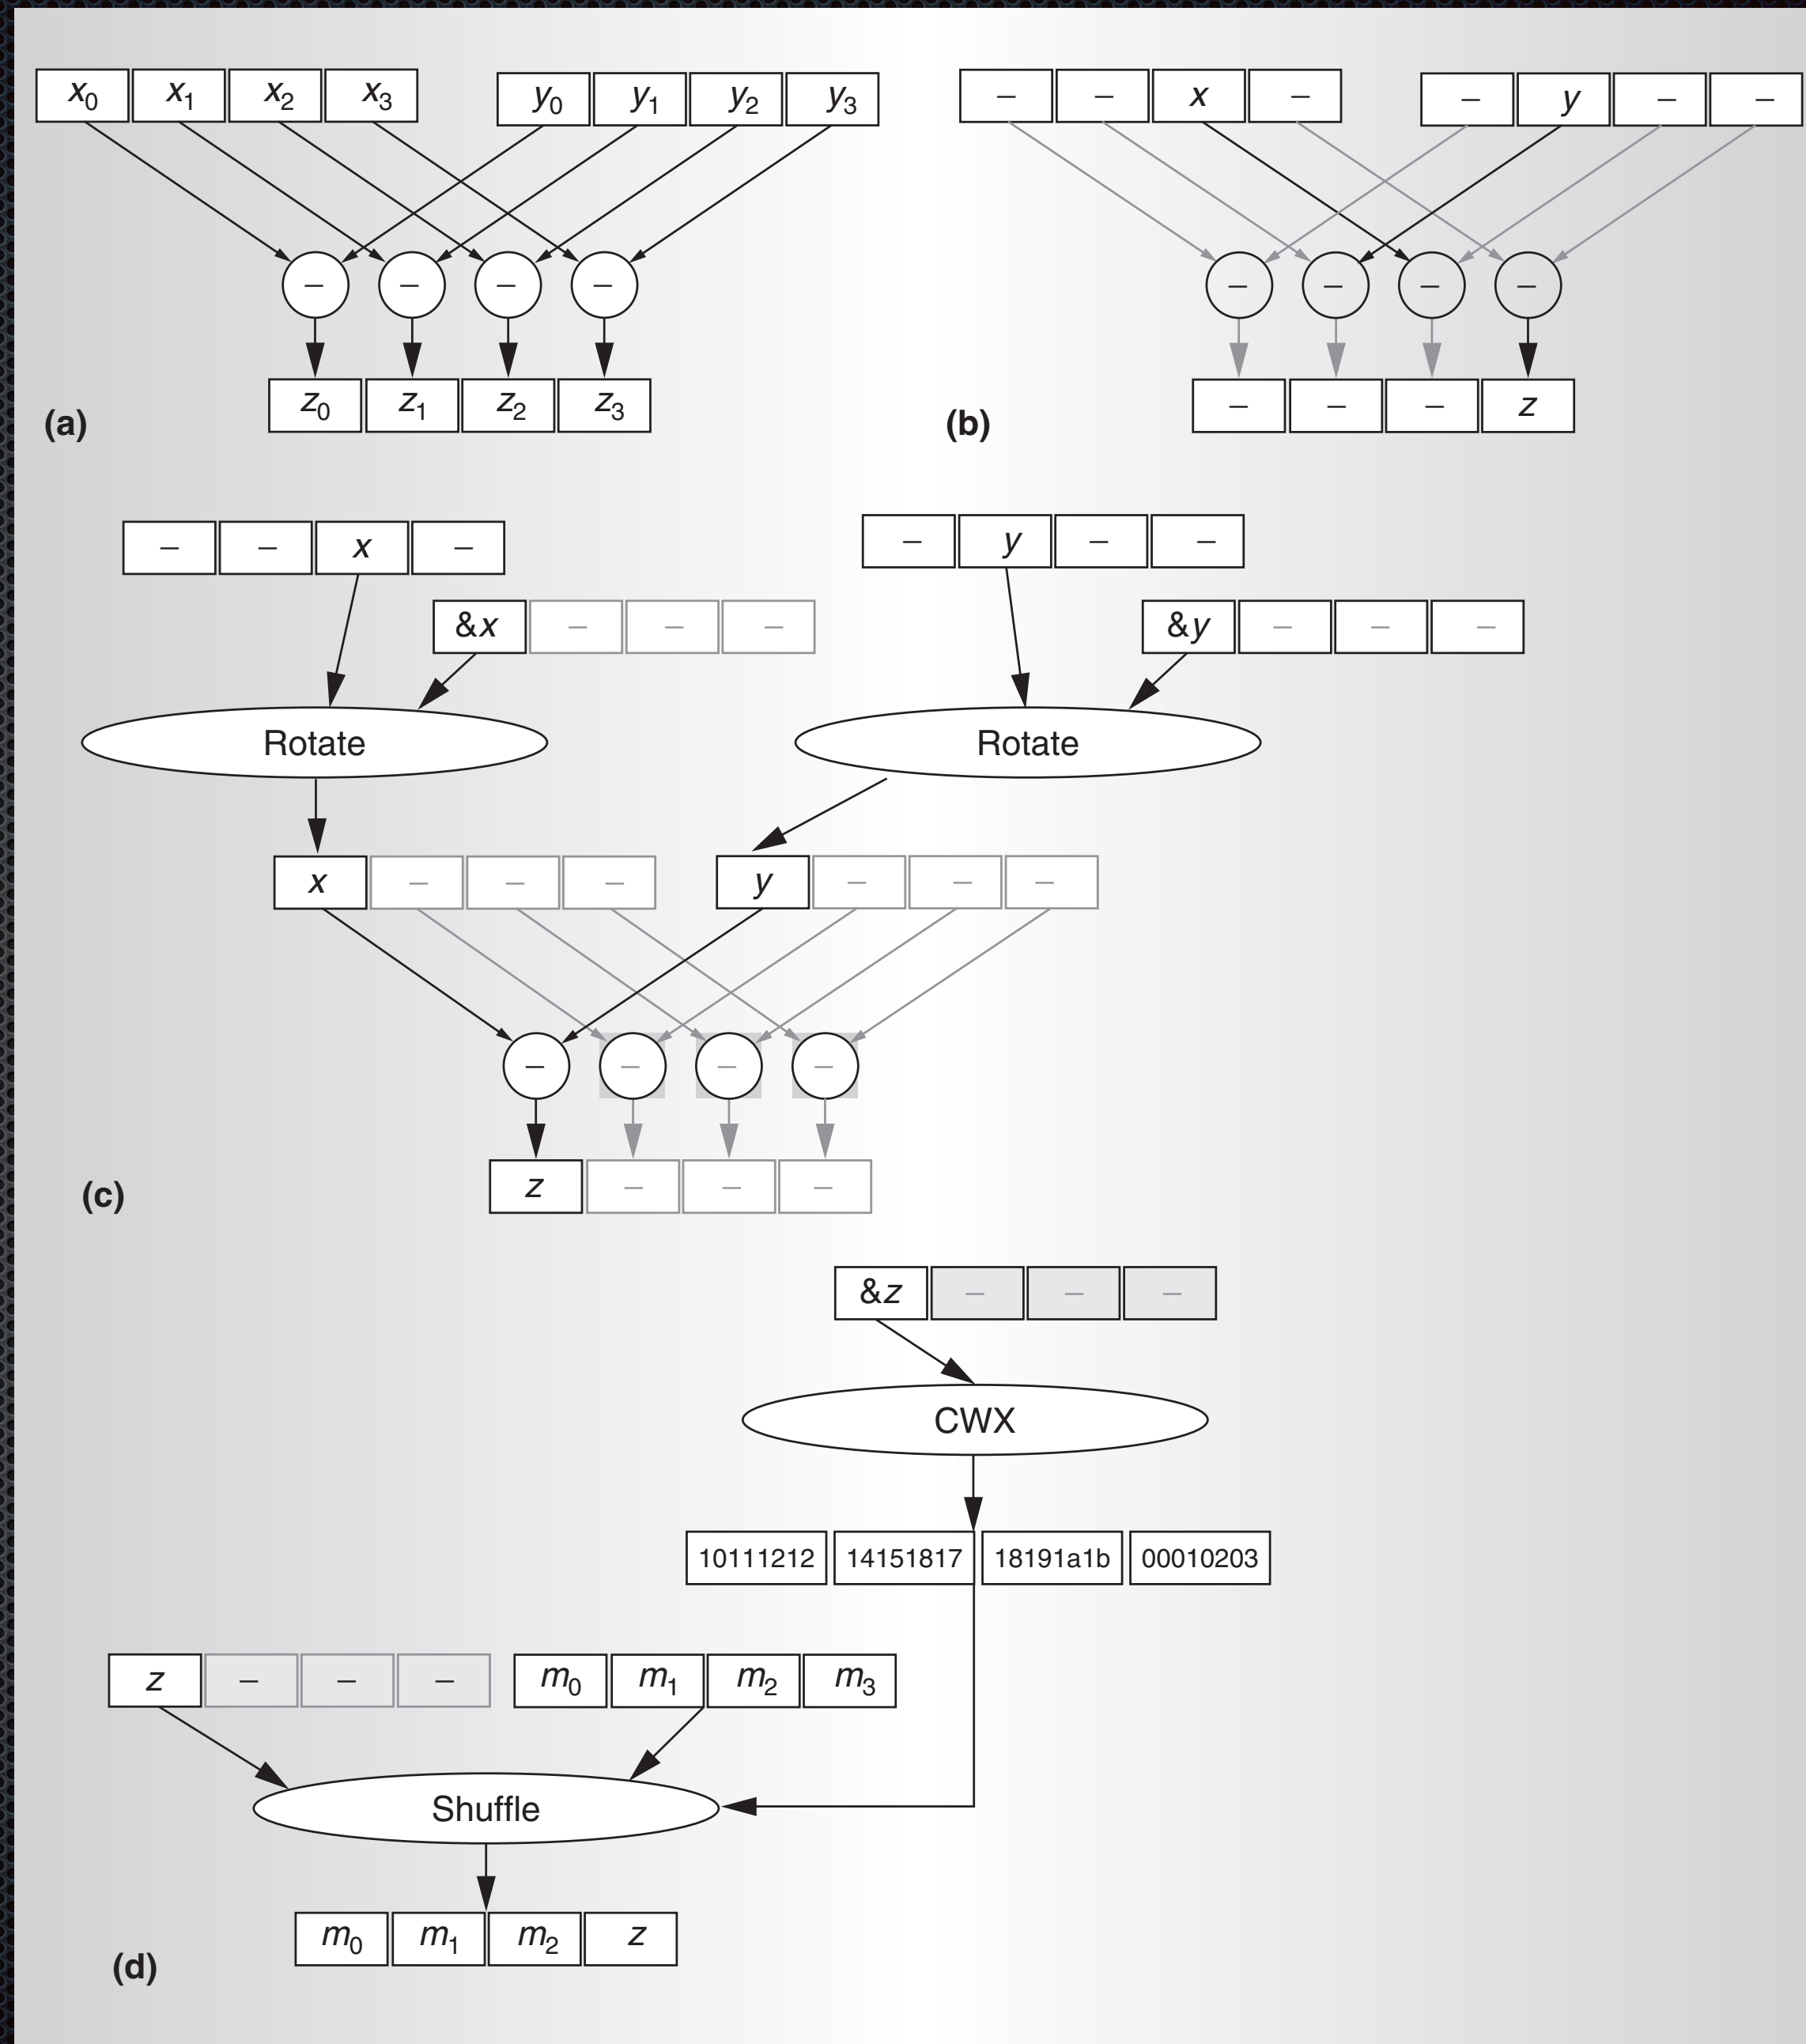 x0 x1 x2 x3 y0 y1 y2 y3
– – – –
z0 z1 z2 z3
(a)
– – x – – y – –
– – – –
– – – z
(b)
– – x – – y – –
&x – – – &y – – –
Rotate Rotate
x – – – y – – –
– – – –
z – – –
(c)
&z – – –
CWX
10111212 14151817 18191a1b 00010203
z – – – m0 m1 m2 m3
Shuffle
m0 m1 m2 z
(d)